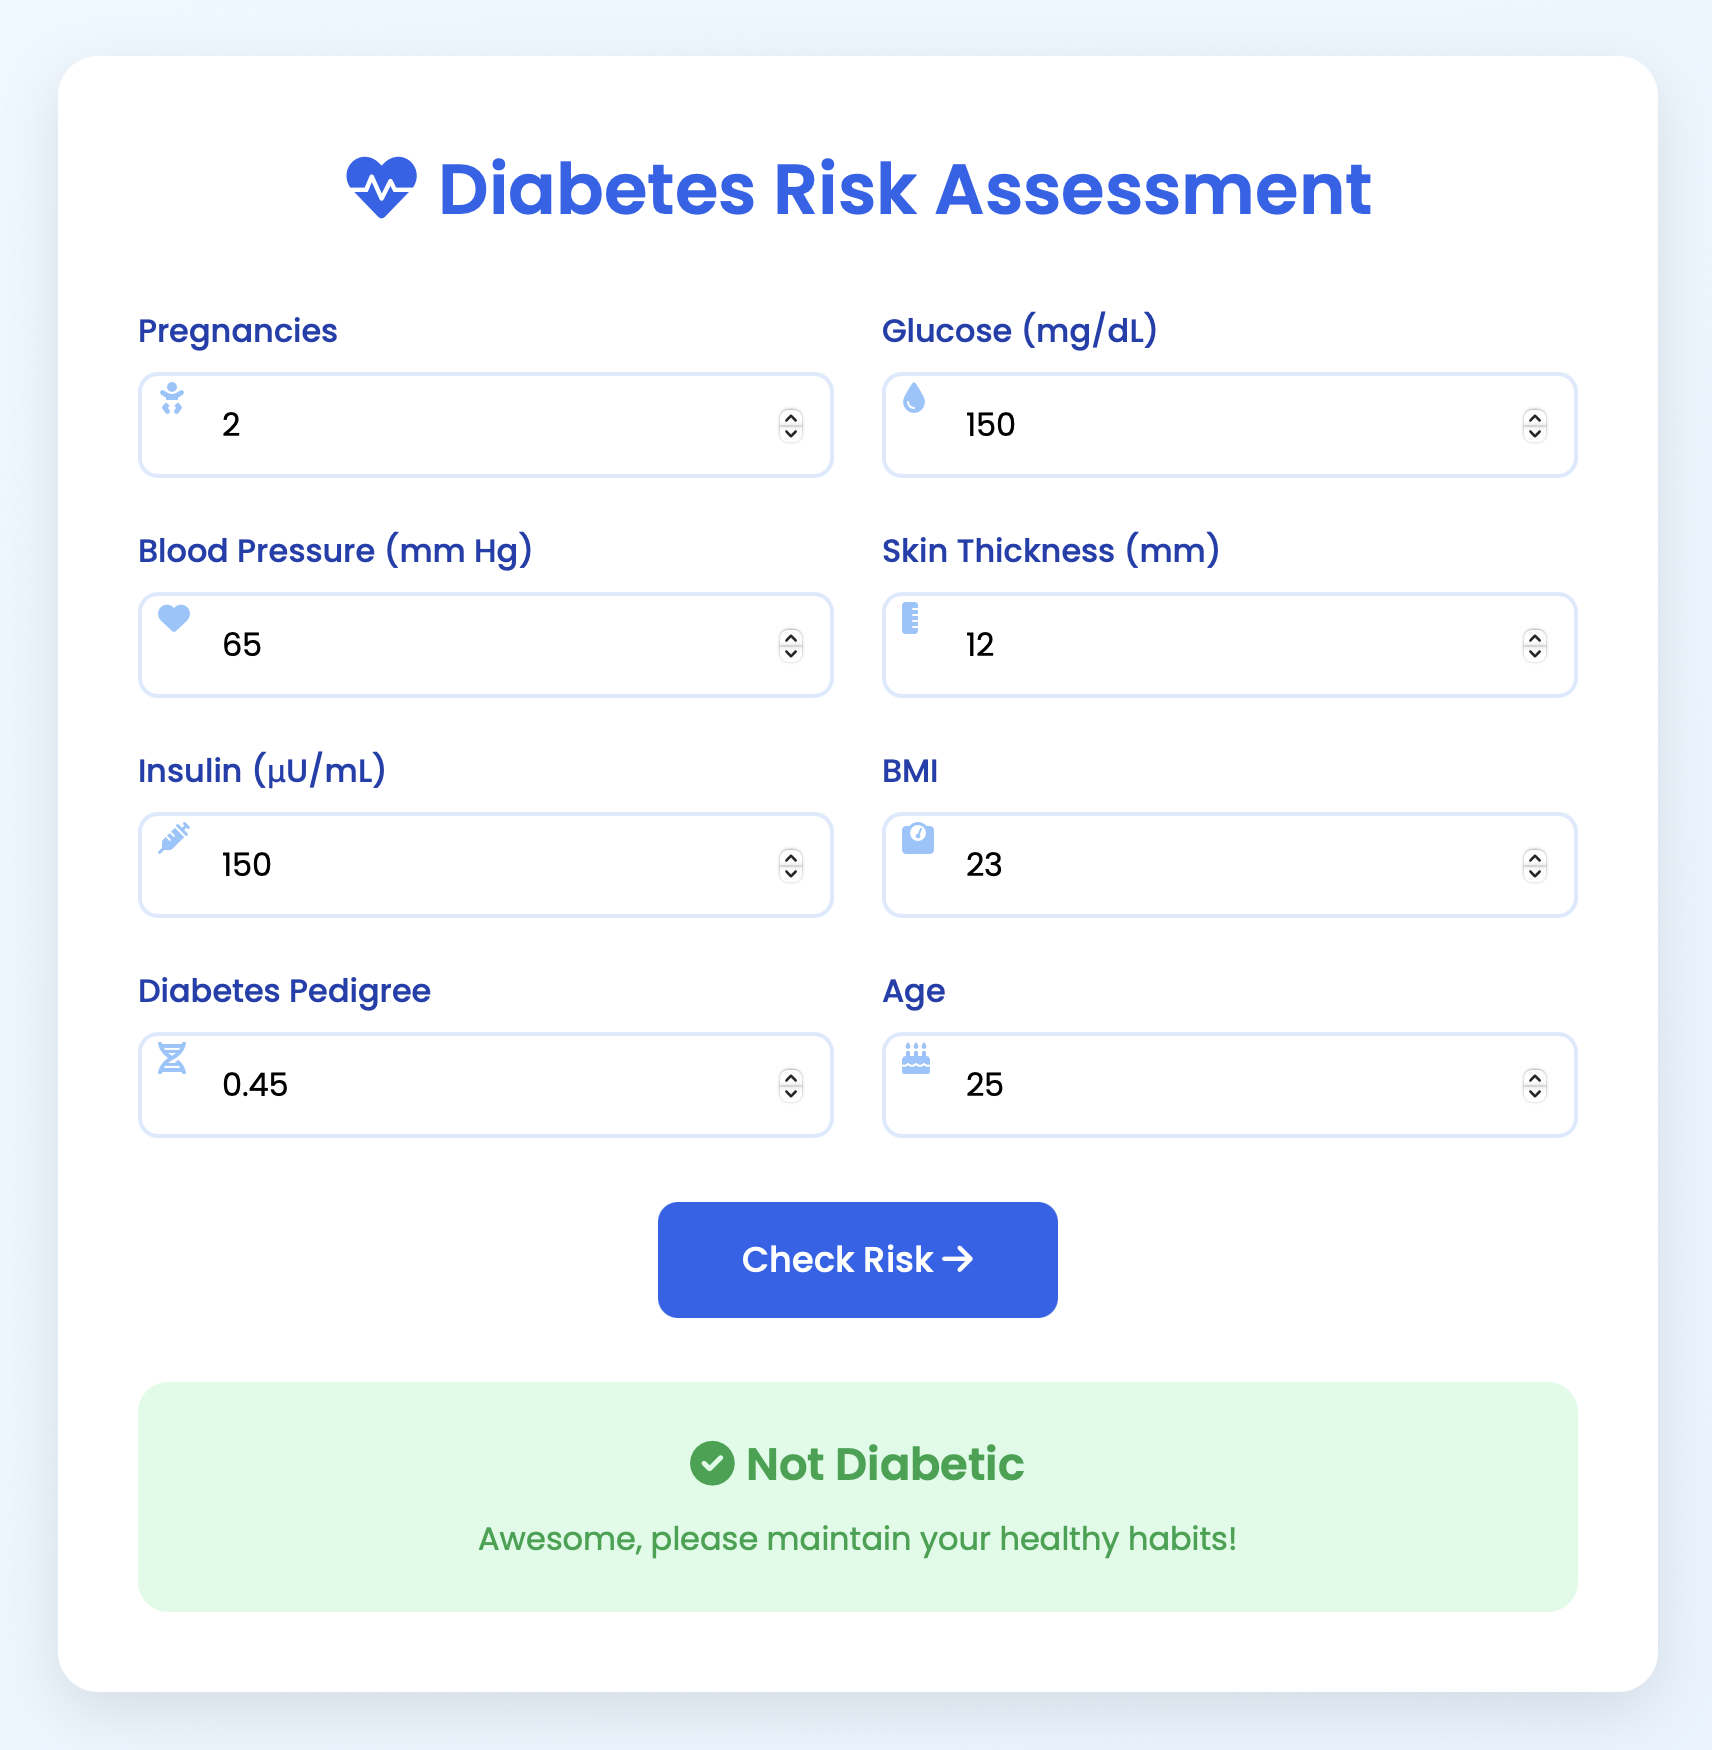 Diabetes Risk Assessment
Pregnancies
2
Glucose (mg/dL)
150
Blood Pressure (mm Hg)
65
Skin Thickness (mm)
12
Insulin (μU/mL)
150
BMI
23
Diabetes Pedigree
0.45
Age
25
Check Risk →
Not Diabetic
Awesome, please maintain your healthy habits!